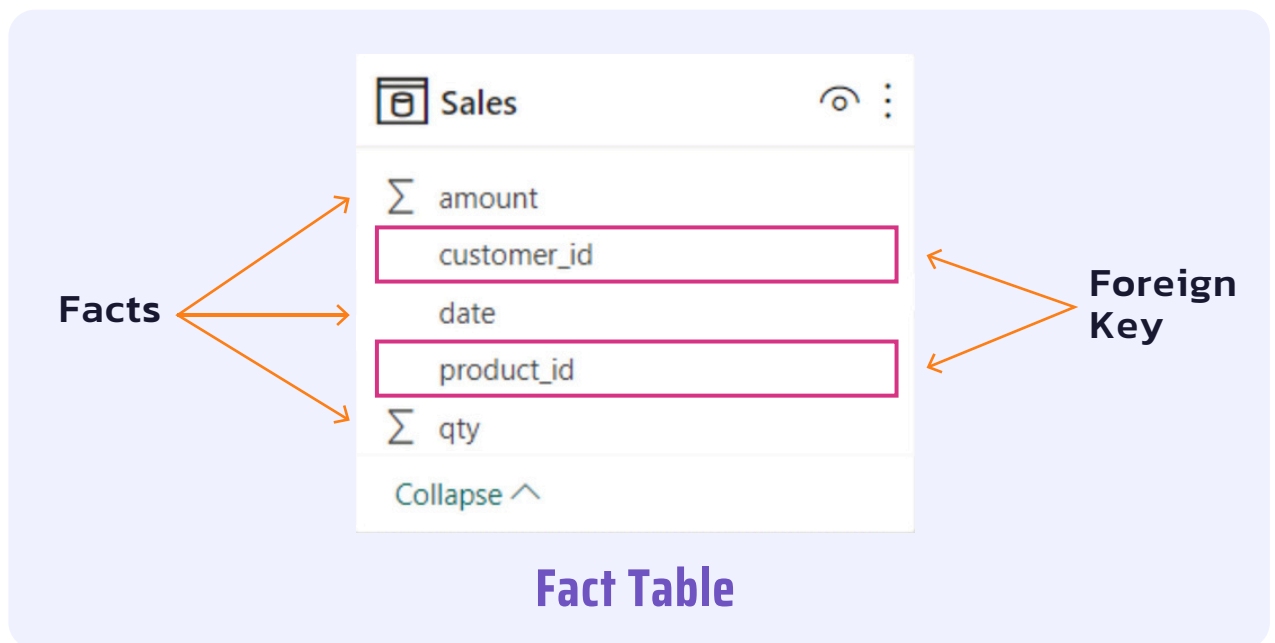 Sales
Σ amount
customer_id
date
product_id
Σ qty
Collapse
Facts
Foreign
Key
Fact Table